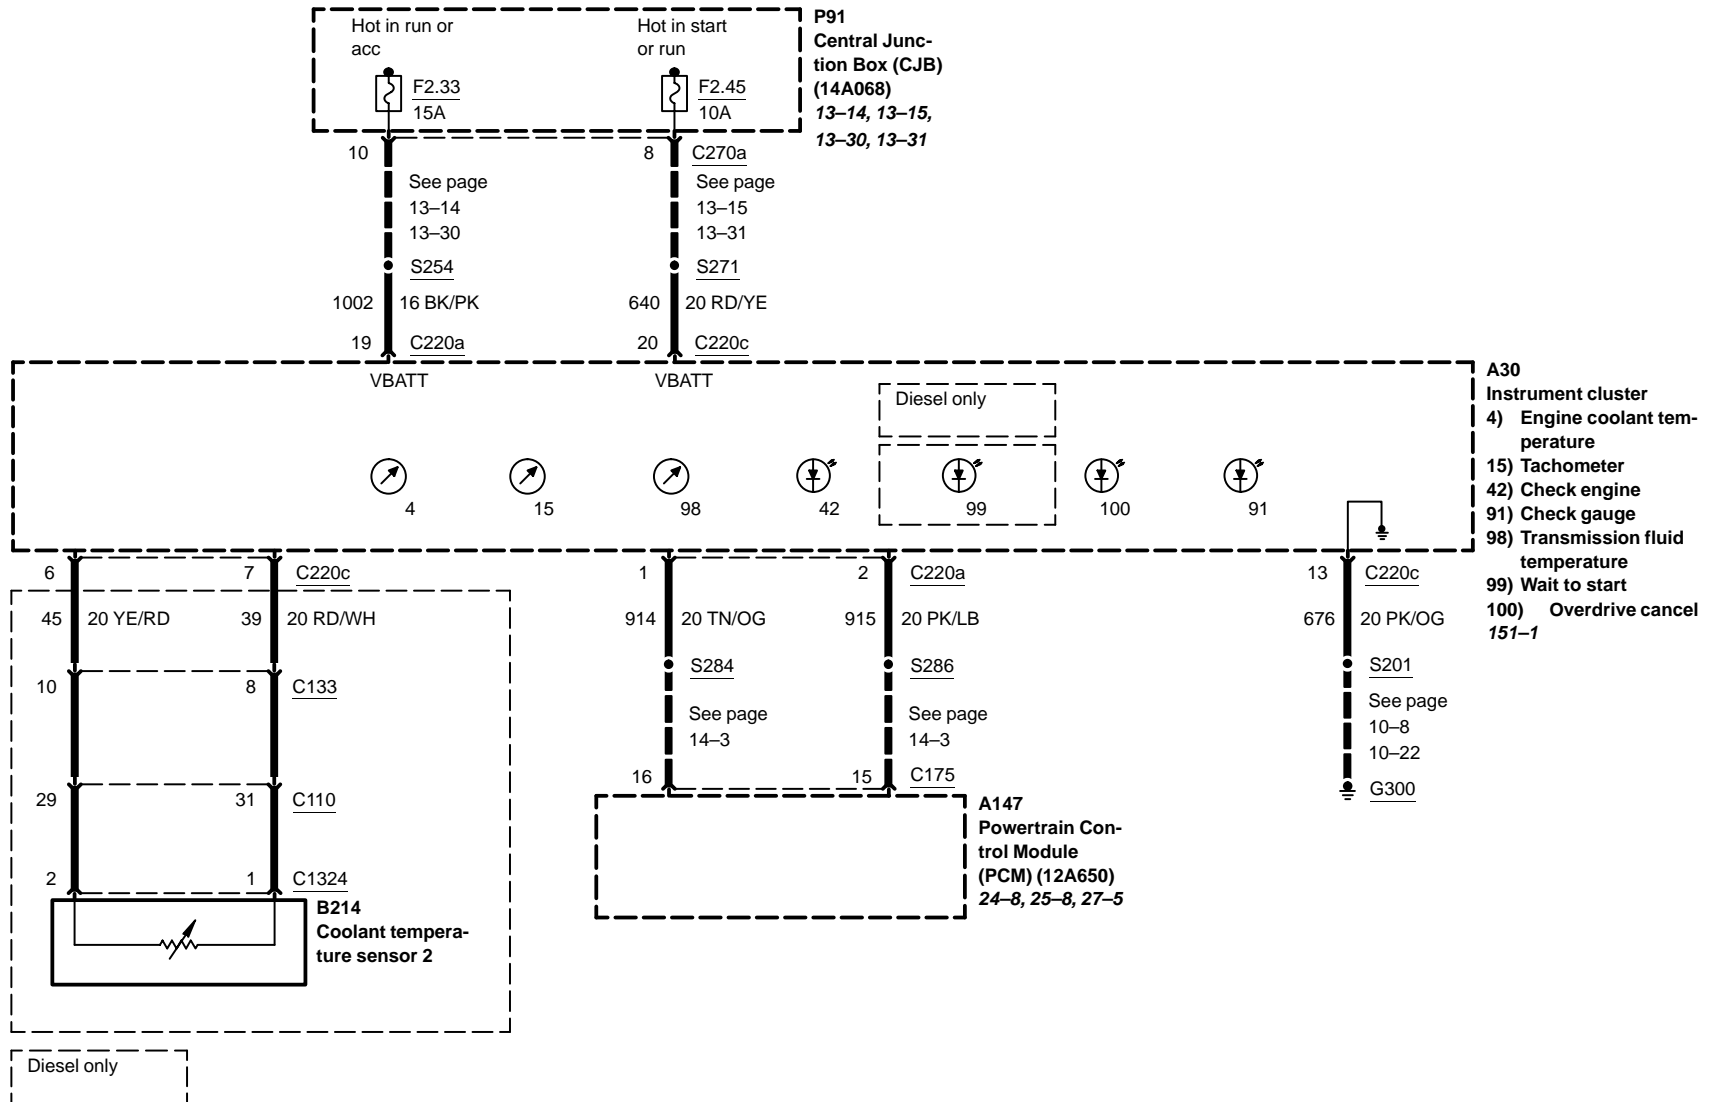 Hot in run or
acc
Hot in start
or run
F2.33
15A
F2.45
10A
P91
Central Junc-
tion Box (CJB)
(14A068)
13–14, 13–15,
13–30, 13–31
10
8 C270a
See page
13–14
13–30
See page
13–15
13–31
S254
S271
1002 16 BK/PK
640 20 RD/YE
19 C220a
20 C220c
VBATT
VBATT
Diesel only
4
15
98
42
99
100
91
A30
Instrument cluster
4) Engine coolant tem-
perature
15) Tachometer
42) Check engine
91) Check gauge
98) Transmission fluid
temperature
99) Wait to start
100) Overdrive cancel
151–1
6
7 C220c
1
2 C220a
13 C220c
45 20 YE/RD
39 20 RD/WH
914 20 TN/OG
915 20 PK/LB
676 20 PK/OG
S284
S286
S201
10
8 C133
See page
14–3
See page
14–3
See page
10–8
10–22
16
15 C175
G300
29
31 C110
A147
Powertrain Con-
trol Module
(PCM) (12A650)
24–8, 25–8, 27–5
2
1 C1324
B214
Coolant tempera-
ture sensor 2
Diesel only